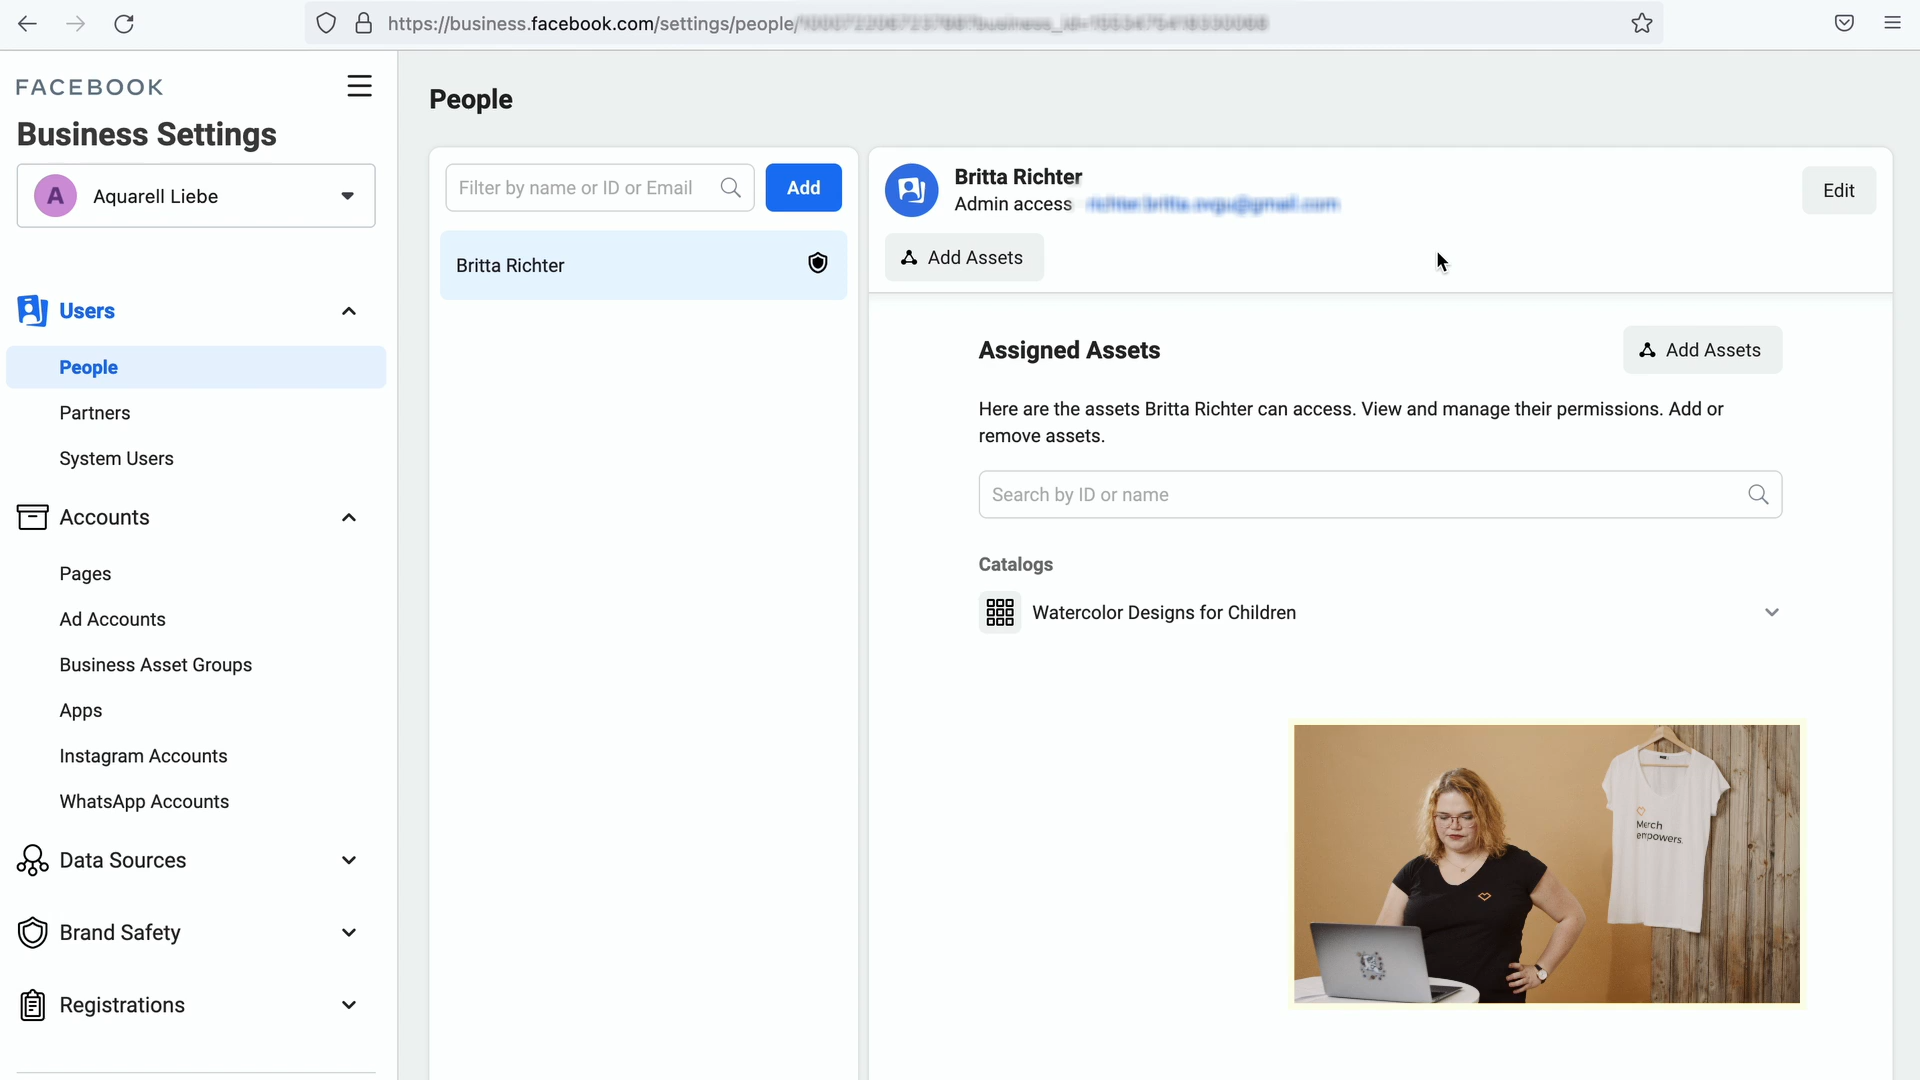 https://business.facebook.com/settings/people/
FACEBOOK
Business Settings
A
Aquarell Liebe
Users
People
Partners
System Users
Accounts
Pages
Ad Accounts
Business Asset Groups
Apps
Instagram Accounts
WhatsApp Accounts
Data Sources
Brand Safety
Registrations
People
Filter by name or ID or Email
Add
Britta Richter
Britta Richter
Admin access
Edit
Add Assets
Assigned Assets
Add Assets
Here are the assets Britta Richter can access. View and manage their permissions. Add or
remove assets.
Search by ID or name
Catalogs
Watercolor Designs for Children
Merch
empowers.